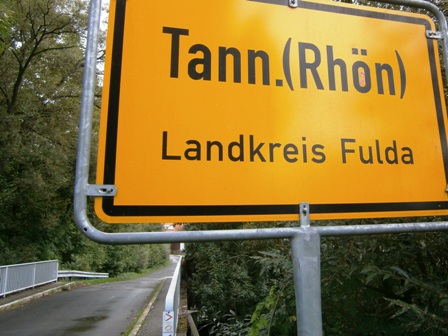 Tann.(Rhön)
Landkreis Fulda